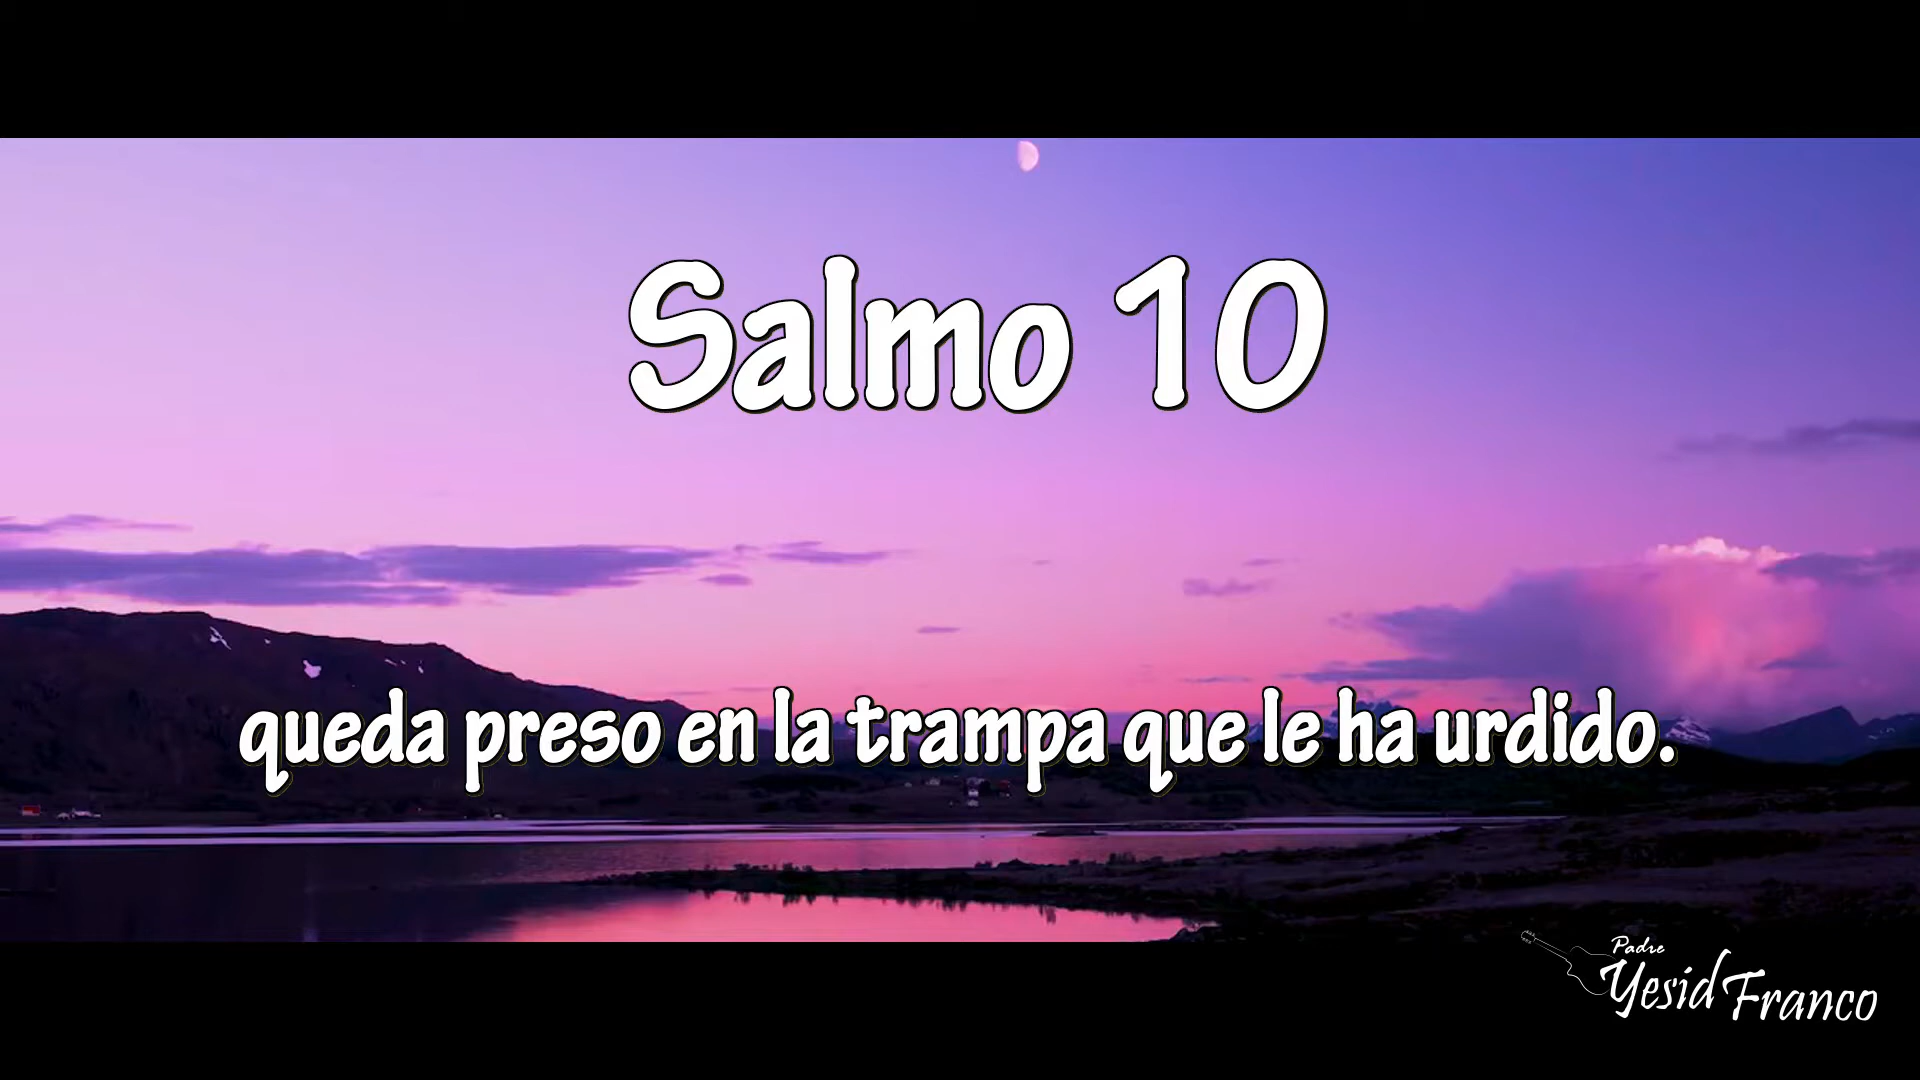 Salmo 10
queda preso en la trampa que le ha urdido.
Padre
Yesid Franco